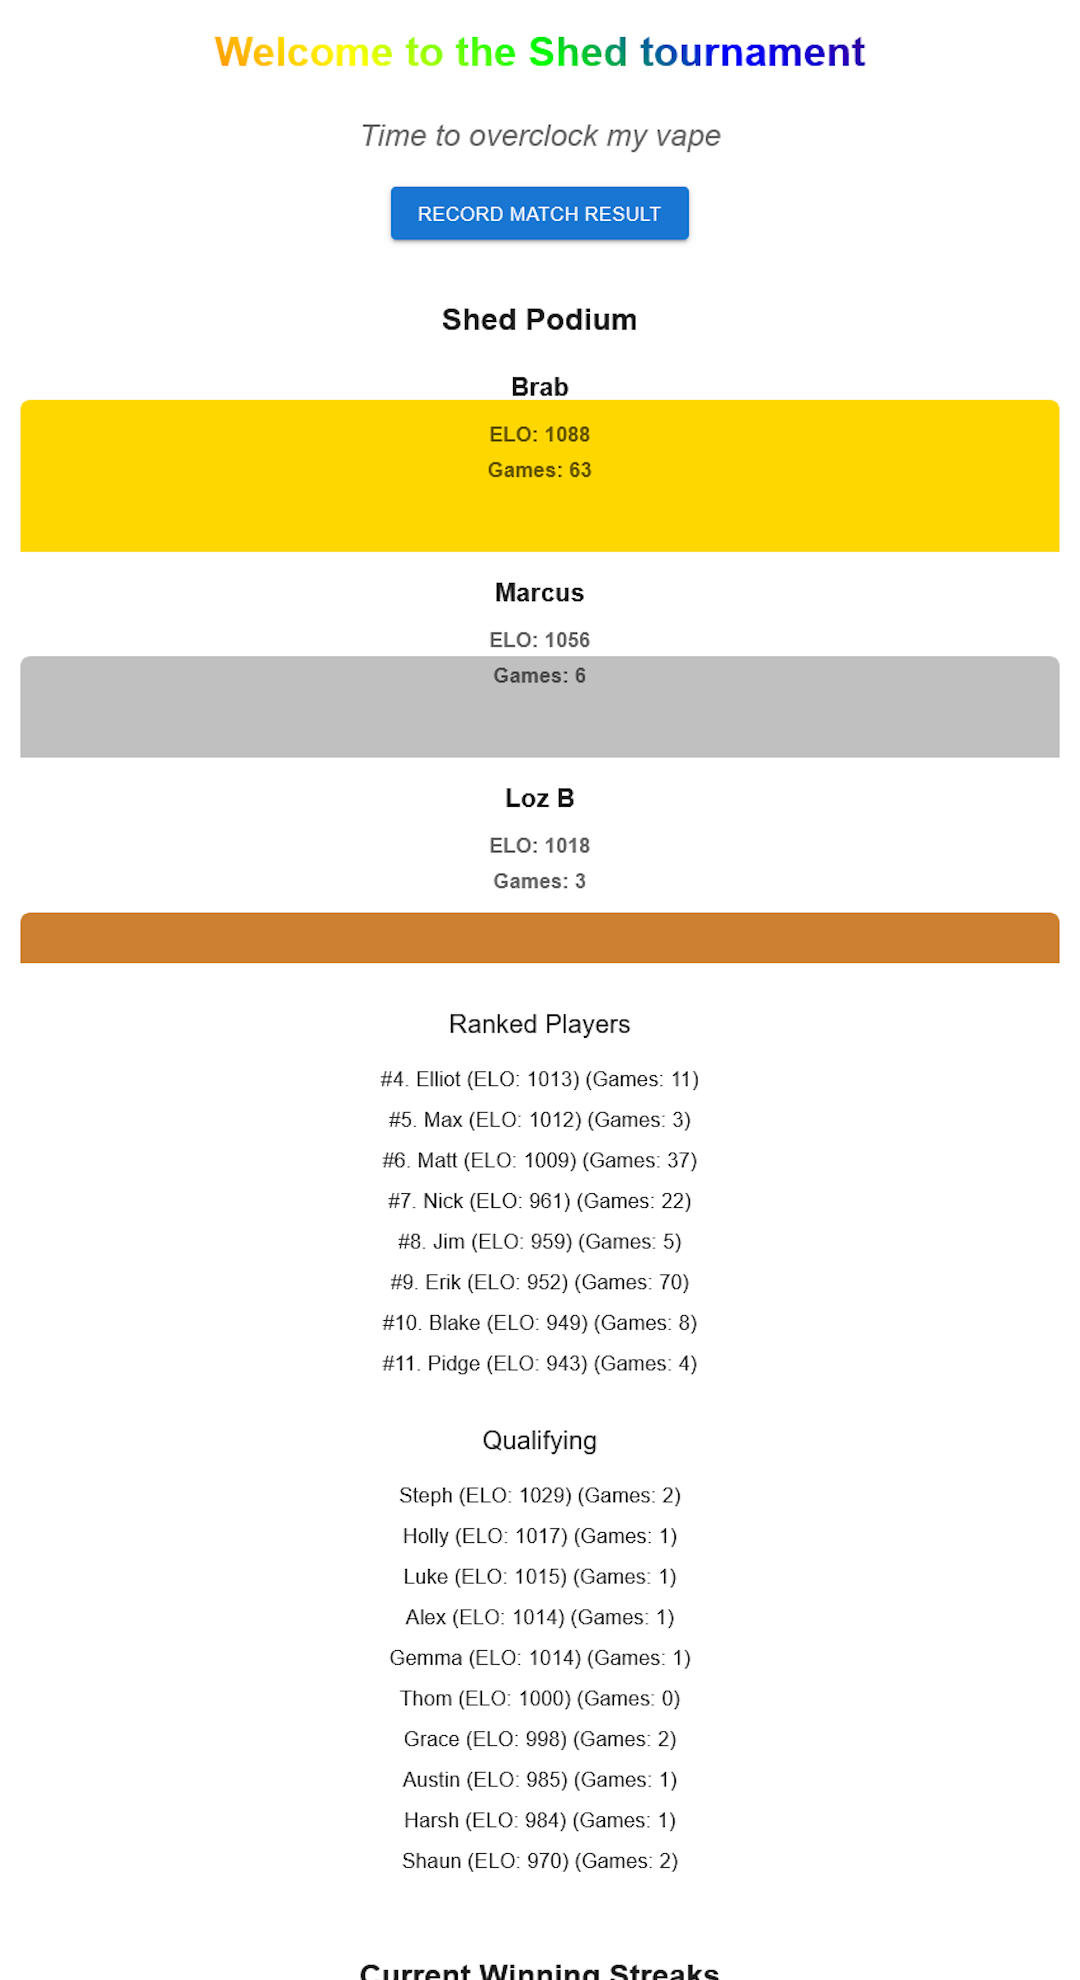 Welcome to the Shed tournament
Time to overclock my vape
RECORD MATCH RESULT
Shed Podium
Brab
ELO: 1088
Games: 63
Marcus
ELO: 1056
Games: 6
Loz B
ELO: 1018
Games: 3
Ranked Players
#4. Elliot (ELO: 1013) (Games: 11)
#5. Max (ELO: 1012) (Games: 3)
#6. Matt (ELO: 1009) (Games: 37)
#7. Nick (ELO: 961) (Games: 22)
#8. Jim (ELO: 959) (Games: 5)
#9. Erik (ELO: 952) (Games: 70)
#10. Blake (ELO: 949) (Games: 8)
#11. Pidge (ELO: 943) (Games: 4)
Qualifying
Steph (ELO: 1029) (Games: 2)
Holly (ELO: 1017) (Games: 1)
Luke (ELO: 1015) (Games: 1)
Alex (ELO: 1014) (Games: 1)
Gemma (ELO: 1014) (Games: 1)
Thom (ELO: 1000) (Games: 0)
Grace (ELO: 998) (Games: 2)
Austin (ELO: 985) (Games: 1)
Harsh (ELO: 984) (Games: 1)
Shaun (ELO: 970) (Games: 2)
Current Winning Streaks